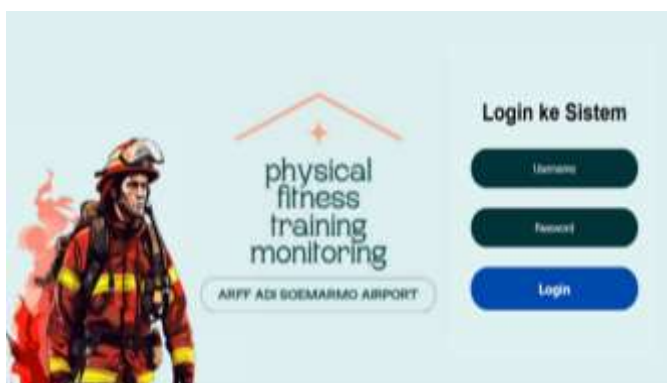 physical
fitness
training
monitoring
ARFF ADI SOEMARMO AIRPORT
Login ke Sistem
Username
Password
Login